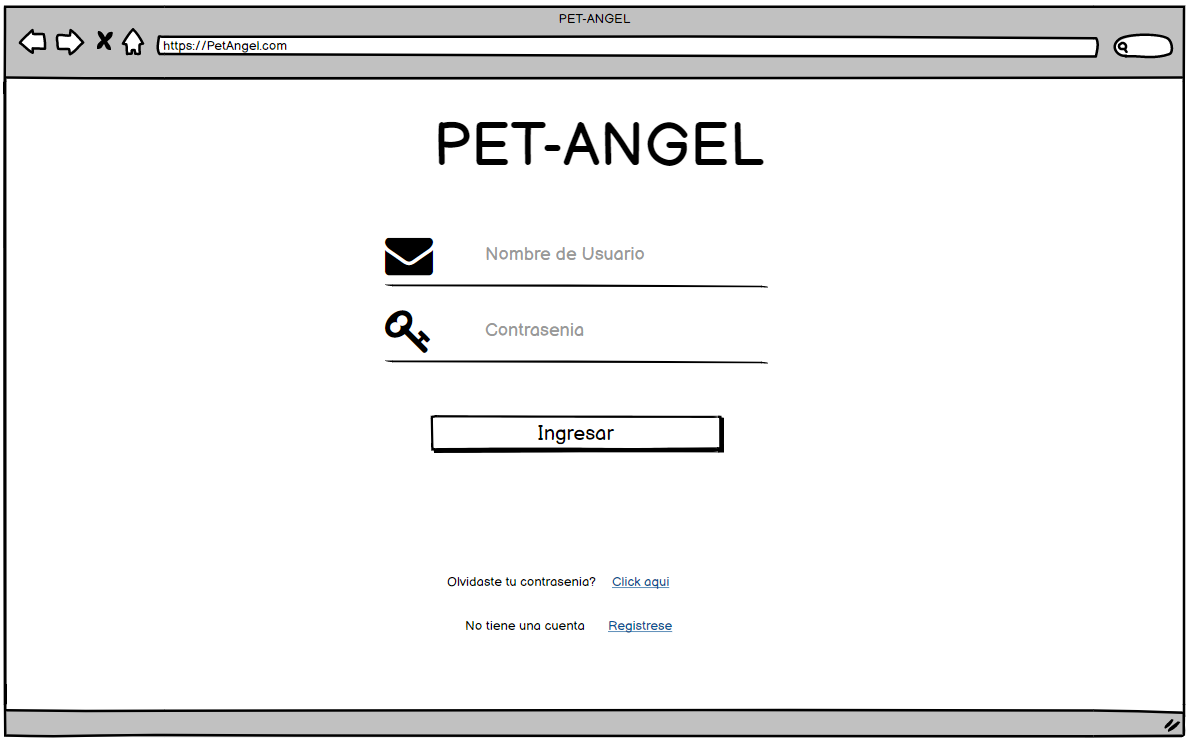 PET-ANGEL
https://PetAngel.com
PET-ANGEL
Nombre de Usuario
Contrasenia
Ingresar
Olvidaste tu contrasenia? Click aqui
No tiene una cuenta Registrese